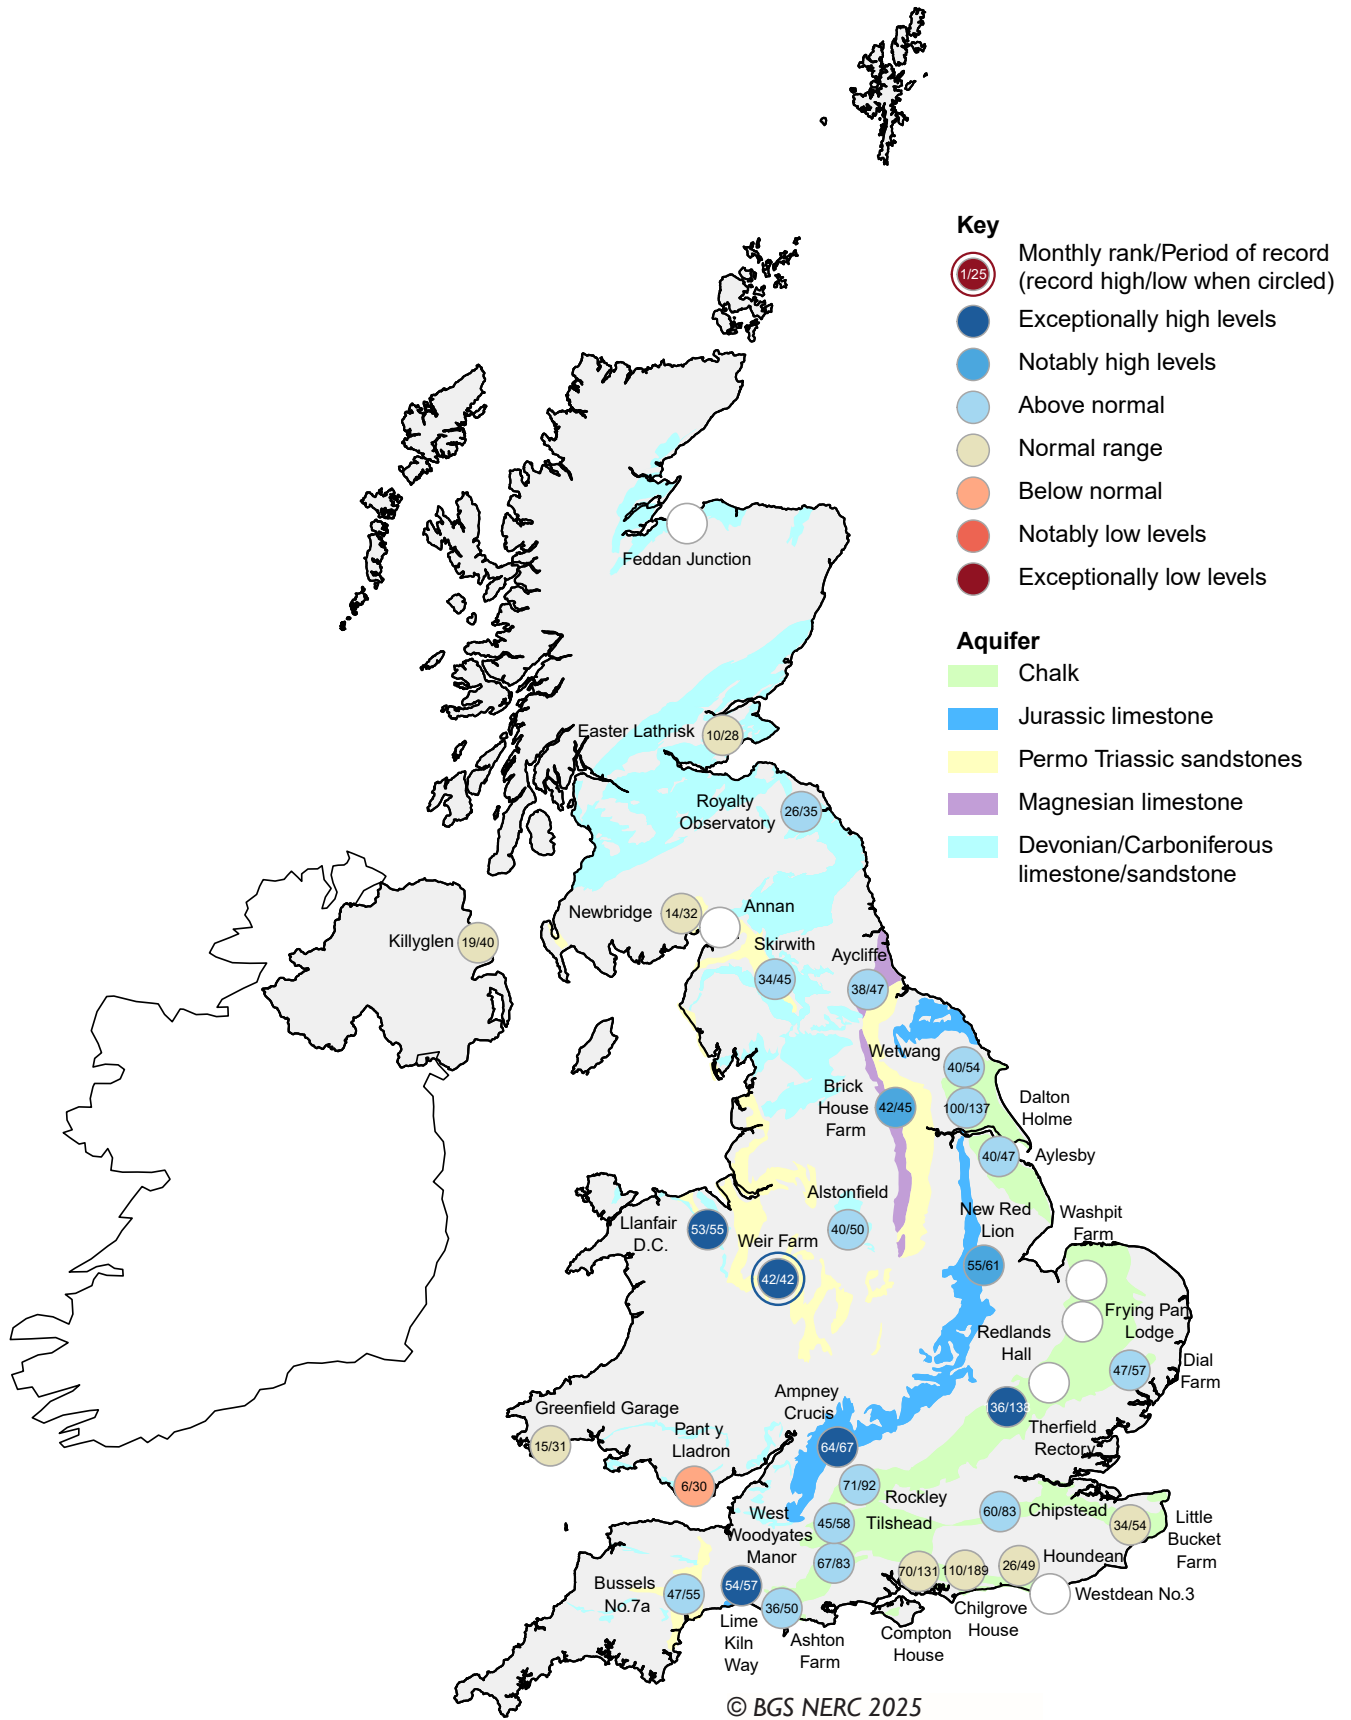 Key
1/25
Monthly rank/Period of record
(record high/low when circled)
Exceptionally high levels
Notably high levels
Above normal
Normal range
Below normal
Notably low levels
Exceptionally low levels
Aquifer
Chalk
Jurassic limestone
Permo Triassic sandstones
Magnesian limestone
Devonian/Carboniferous
limestone/sandstone
Feddan Junction
Easter Lathrisk
10/28
Royalty
Observatory
26/35
Newbridge
14/32
Annan
Killyglen
19/40
Skirwith
34/45
Aycliffe
38/47
Wetwang
40/54
Brick
House
Farm
42/45
100/137
Dalton
Holme
40/47
Aylesby
Alstonfield
40/50
Llanfair
D.C.
53/55
Weir Farm
42/42
New Red
Lion
55/61
Washpit
Farm
Frying Pan
Lodge
Redlands
Hall
47/57
Dial
Farm
136/138
Therfield
Rectory
Ampney
Crucis
64/67
Greenfield Garage
15/31
Pant y
Lladron
6/30
71/92
Rockley
45/58
Tilshead
West
Woodyates
Manor
67/83
60/83
Chipstead
34/54
Little
Bucket
Farm
70/131
110/189
26/49
Houndean
Westdean No.3
Chilgrove
House
Compton
House
Bussels
No.7a
47/55
54/57
Lime
Kiln
Way
36/50
Ashton
Farm
© BGS NERC 2025